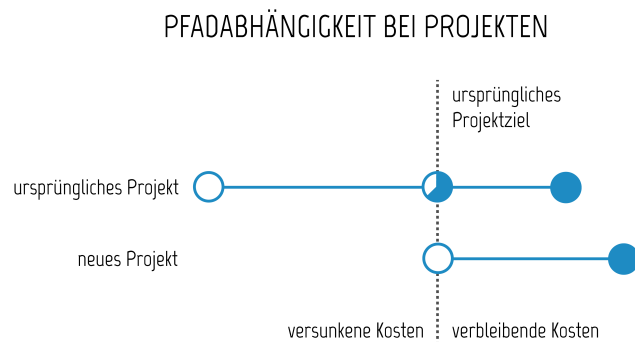 PFADABHÄNGIGKEIT BEI PROJEKTEN
ursprüngliches
Projektziel
ursprüngliches Projekt
neues Projekt
versunkene Kosten
verbleibende Kosten